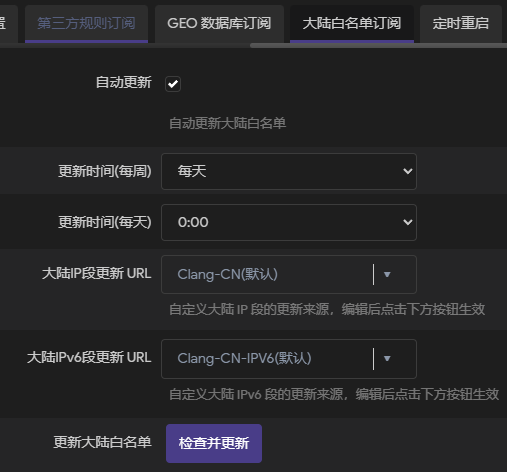 置 第三方规则订阅 GEO 数据库订阅 大陆白名单订阅 定时重启
自动更新
自动更新大陆白名单
更新时间(每周) 每天
更新时间(每天) 0:00
大陆IP段更新 URL Clang-CN(默认)
自定义大陆 IP 段的更新来源，编辑后点击下方按钮生效
大陆IPv6段更新 URL Clang-CN-IPV6(默认)
自定义大陆 IPv6 段的更新来源，编辑后点击下方按钮生效
更新大陆白名单 检查并更新